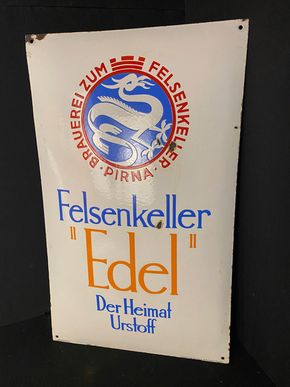 BRAUEREI ZUM FELSENKELLER
· PIRNA ·
Felsenkeller
"Edel"
Der Heimat
Urstoff